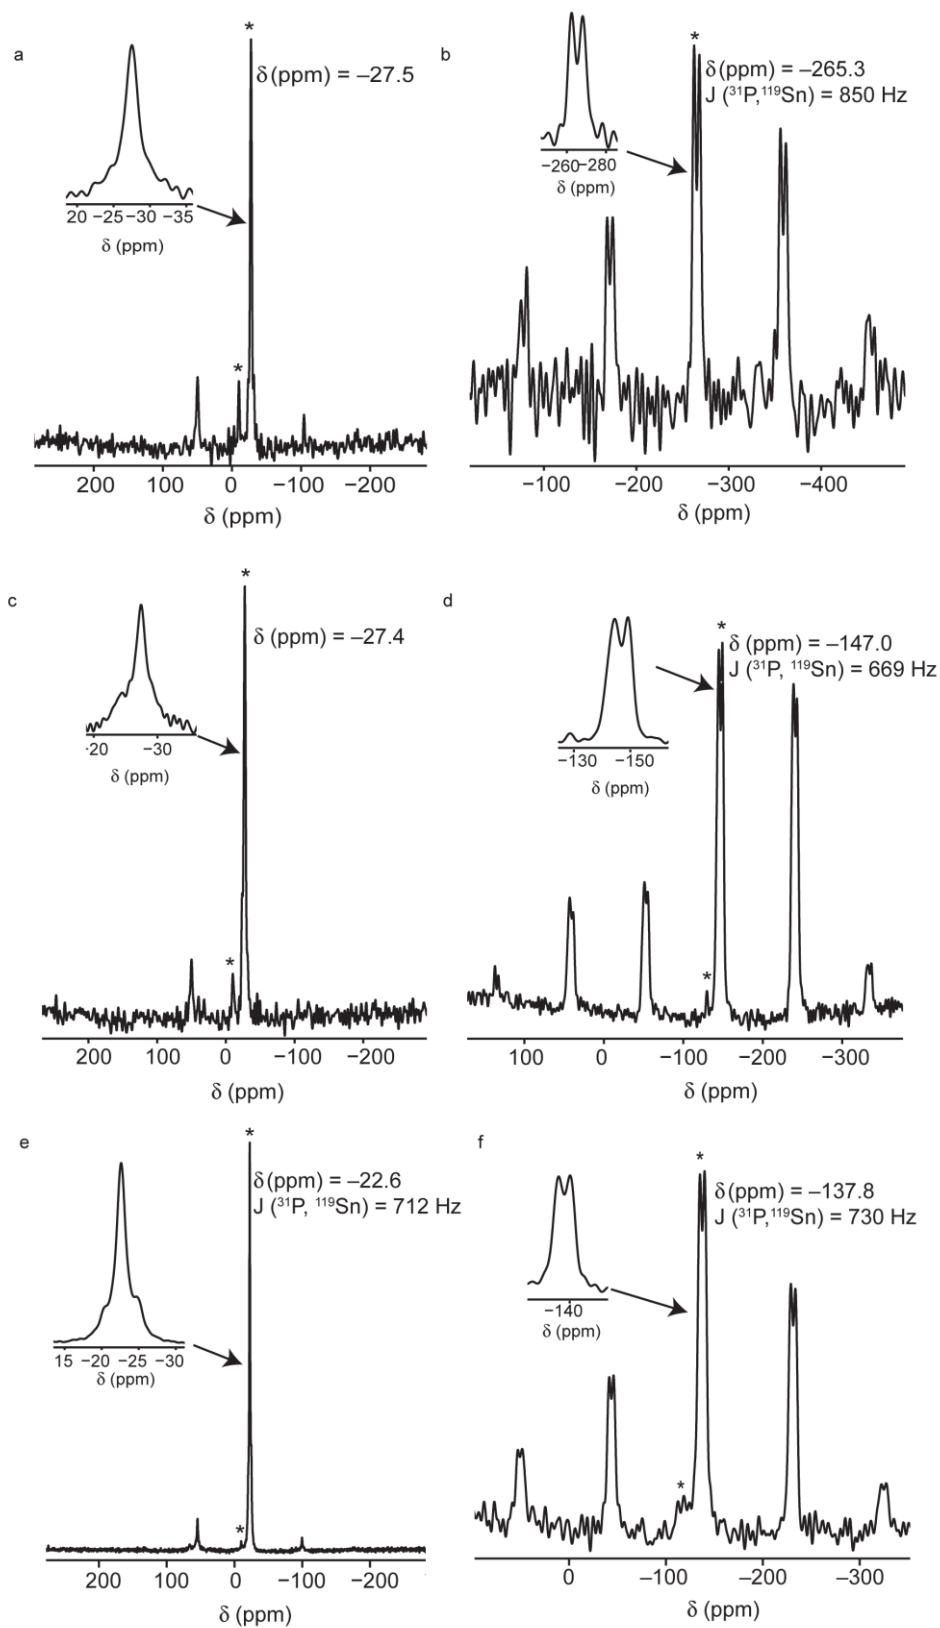 a
*
δ (ppm) = −27.5
20 −25 −30 −35
δ (ppm)
*
200 100 0 −100 −200
δ (ppm)
b
*
δ (ppm) = −265.3
J (³¹P,¹¹⁹Sn) = 850 Hz
−260 −280
δ (ppm)
−100 −200 −300 −400
δ (ppm)
c
*
δ (ppm) = −27.4
20 −30
δ (ppm)
*
200 100 0 −100 −200
δ (ppm)
d
*
δ (ppm) = −147.0
J (³¹P, ¹¹⁹Sn) = 669 Hz
−130 −150
δ (ppm)
*
100 0 −100 −200 −300
δ (ppm)
e
*
δ (ppm) = −22.6
J (³¹P, ¹¹⁹Sn) = 712 Hz
15 −20 −25 −30
δ (ppm)
*
200 100 0 −100 −200
δ (ppm)
f
*
δ (ppm) = −137.8
J (³¹P,¹¹⁹Sn) = 730 Hz
−140
δ (ppm)
*
0 −100 −200 −300
δ (ppm)